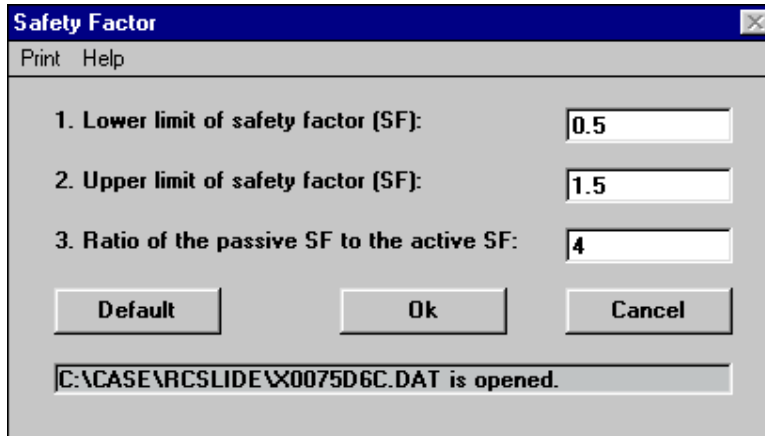 Safety Factor
Print Help
1. Lower limit of safety factor (SF): 0.5
2. Upper limit of safety factor (SF): 1.5
3. Ratio of the passive SF to the active SF: 4
Default Ok Cancel
C:\CASE\RCSLIDE\X0075D6C.DAT is opened.